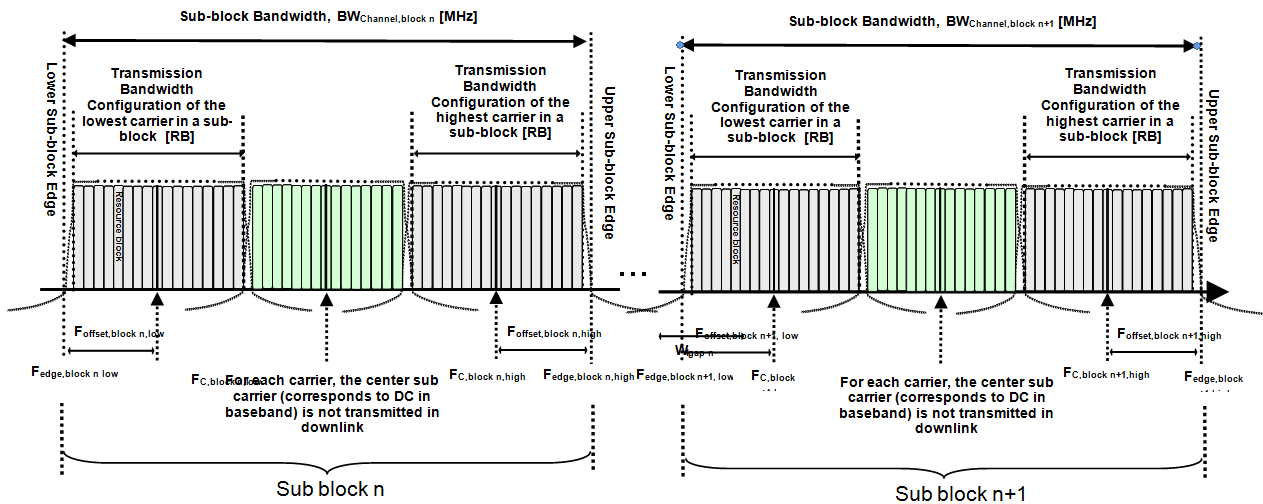 Sub-block Bandwidth, BWChannel,block n [MHz]
Sub-block Bandwidth, BWChannel,block n+1 [MHz]
Lower Sub-block Edge
Transmission
Bandwidth
Configuration of the
lowest carrier in a sub-
block [RB]
Transmission
Bandwidth
Configuration of the
highest carrier in a
sub-block [RB]
Upper Sub-block Edge
Lower Sub-block Edge
Transmission
Bandwidth
Configuration of the
lowest carrier in a
sub-block [RB]
Transmission
Bandwidth
Configuration of the
highest carrier in a
sub-block [RB]
Upper Sub-block Edge
Resource block
Resource block
...
Foffset,block n,low
Foffset,block n,high
Foffset,block n+1, low
Foffset,block n+1,high
Wgap n
Fedge,block n low
FC,block n,low
FC,block n,high
Fedge,block n,high
Fedge,block n+1, low
FC,block
FC,block n+1,high
Fedge,block
For each carrier, the center sub
carrier (corresponds to DC in
baseband) is not transmitted in
downlink
For each carrier, the center sub
carrier (corresponds to DC in
baseband) is not transmitted in
downlink
Sub block n
Sub block n+1